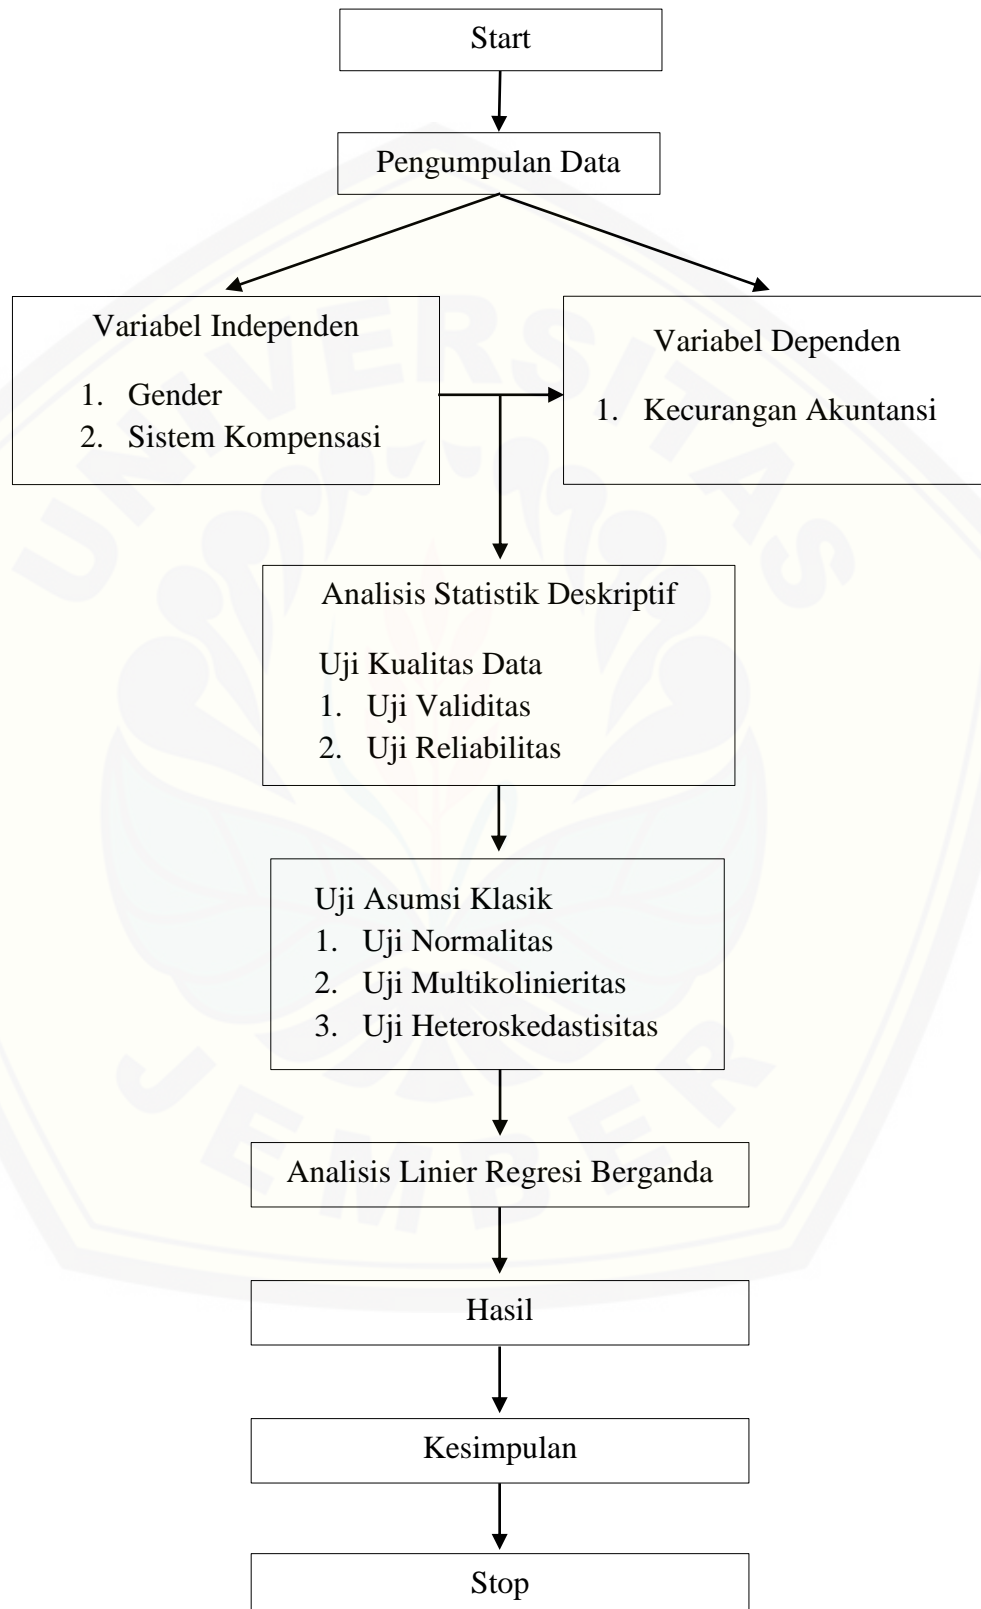 Start
Pengumpulan Data
Variabel Independen
1. Gender
2. Sistem Kompensasi
Variabel Dependen
1. Kecurangan Akuntansi
Analisis Statistik Deskriptif
Uji Kualitas Data
1. Uji Validitas
2. Uji Reliabilitas
Uji Asumsi Klasik
1. Uji Normalitas
2. Uji Multikolinieritas
3. Uji Heteroskedastisitas
Analisis Linier Regresi Berganda
Hasil
Kesimpulan
Stop
UNIVERSITAS
JEMBER